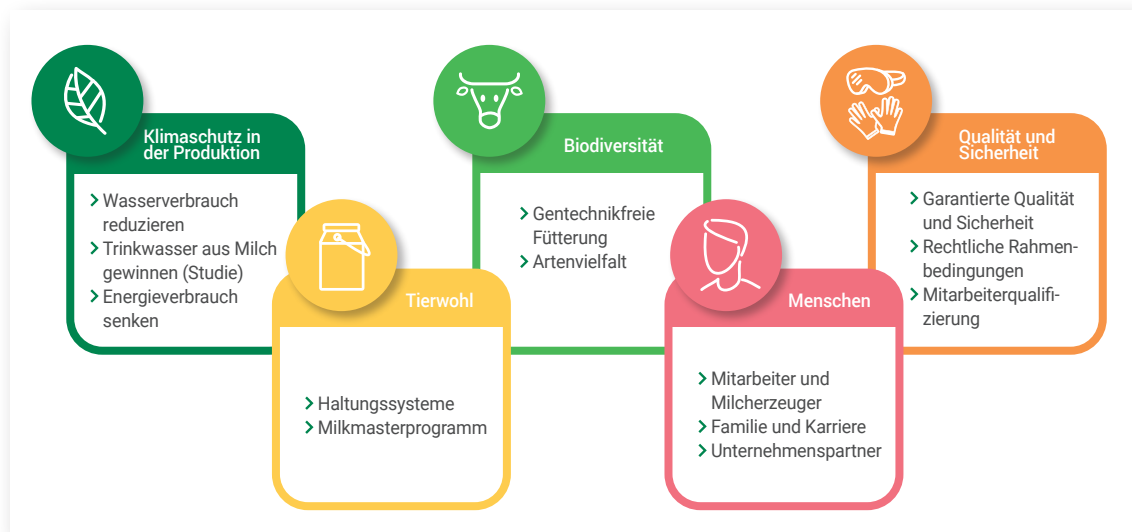 Klimaschutz in
der Produktion
Wasserverbrauch
reduzieren
Trinkwasser aus Milch
gewinnen (Studie)
Energieverbrauch
senken
Tierwohl
Haltungssysteme
Milkmasterprogramm
Biodiversität
Gentechnikfreie
Fütterung
Artenvielfalt
Menschen
Mitarbeiter und
Milcherzeuger
Familie und Karriere
Unternehmenspartner
Qualität und
Sicherheit
Garantierte Qualität
und Sicherheit
Rechtliche Rahmen-
bedingungen
Mitarbeiterqualifi-
zierung